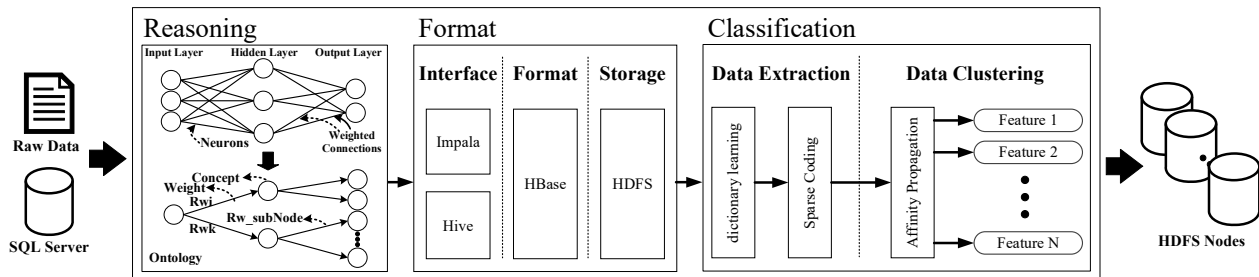 Raw Data
SQL Server
Reasoning
Input Layer Hidden Layer Output Layer
Neurons
Weighted
Connections
Concept
Weight
Rwi
Rwk
Rw_subNode
Ontology
Format
Interface
Impala
Hive
Format
HBase
Storage
HDFS
Classification
Data Extraction
dictionary learning
Sparse Coding
Data Clustering
Affinity Propagation
Feature 1
Feature 2
Feature N
HDFS Nodes